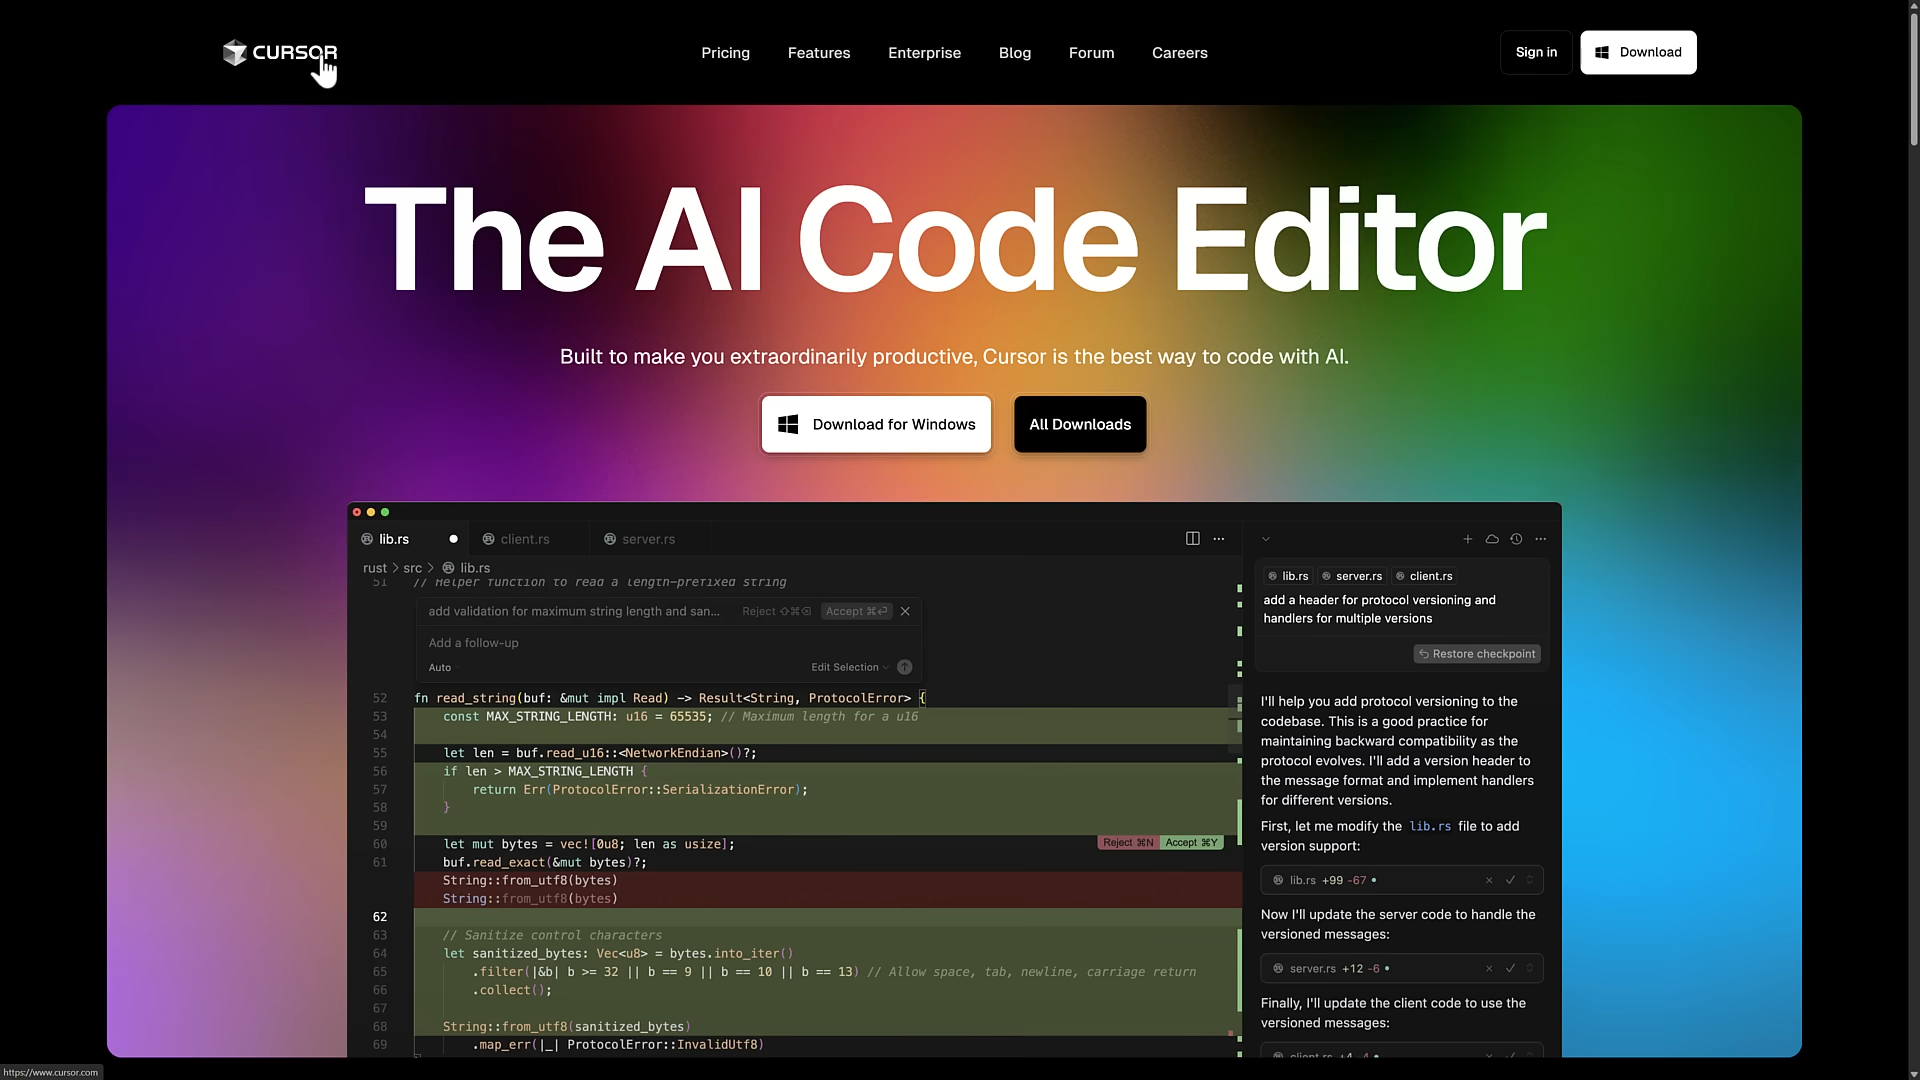 CURSOR
Pricing
Features
Enterprise
Blog
Forum
Careers
Sign in
Download
The AI Code Editor
Built to make you extraordinarily productive, Cursor is the best way to code with AI.
Download for Windows
All Downloads
lib.rs
client.rs
server.rs
rust > src > lib.rs
51 // Helper function to read a length-prefixed string
add validation for maximum string length and san...
Reject ⇧⌘⌫
Accept ⌘⏎
Add a follow-up
Auto
Edit Selection
52 fn read_string(buf: &mut impl Read) -> Result<String, ProtocolError> {
53 const MAX_STRING_LENGTH: u16 = 65535; // Maximum length for a u16
54
55 let len = buf.read_u16::<NetworkEndian>()?;
56 if len > MAX_STRING_LENGTH {
57 return Err(ProtocolError::SerializationError);
58 }
59
60 let mut bytes = vec![0u8; len as usize];
Reject ⌘N
Accept ⌘Y
61 buf.read_exact(&mut bytes)?;
String::from_utf8(bytes)
String::from_utf8(bytes)
62
63 // Sanitize control characters
64 let sanitized_bytes: Vec<u8> = bytes.into_iter()
65 .filter(|&b| b >= 32 || b == 9 || b == 10 || b == 13) // Allow space, tab, newline, carriage return
66 .collect();
67
68 String::from_utf8(sanitized_bytes)
69 .map_err(|_| ProtocolError::InvalidUtf8)
lib.rs
server.rs
client.rs
add a header for protocol versioning and
handlers for multiple versions
Restore checkpoint
I'll help you add protocol versioning to the
codebase. This is a good practice for
maintaining backward compatibility as the
protocol evolves. I'll add a version header to
the message format and implement handlers
for different versions.
First, let me modify the lib.rs file to add
version support:
lib.rs +99 -67
Now I'll update the server code to handle the
versioned messages:
server.rs +12 -6
Finally, I'll update the client code to use the
versioned messages:
client.rs +4 -4
https://www.cursor.com